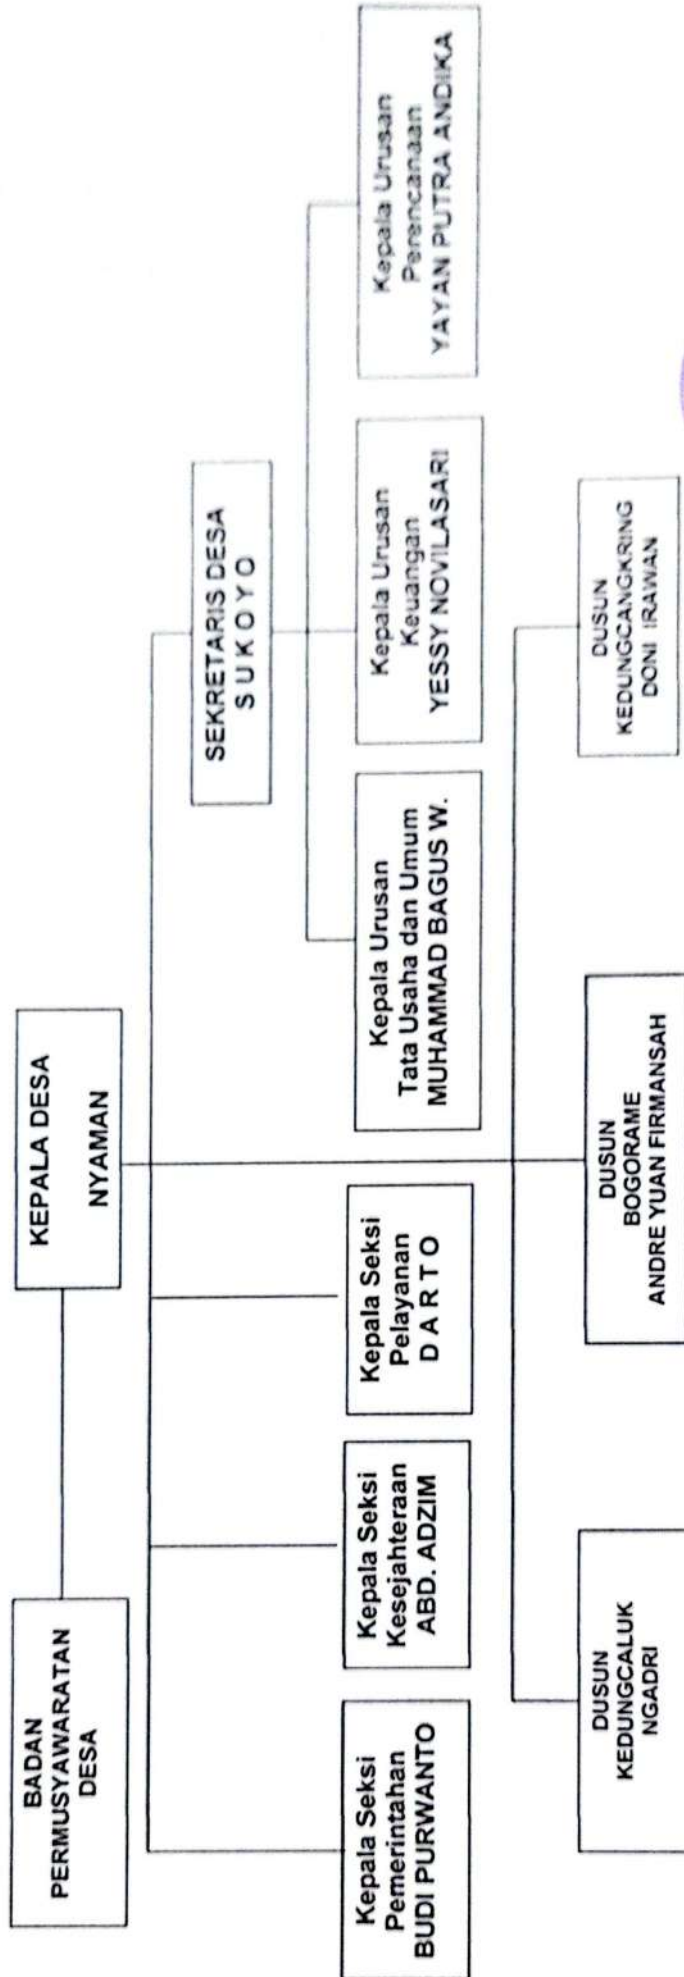 BADAN
PERMUSYAWARATAN
DESA
KEPALA DESA
NYAMAN
SEKRETARIS DESA
S U K O Y O
Kepala Seksi
Pemerintahan
BUDI PURWANTO
Kepala Seksi
Kesejahteraan
ABD. ADZIM
Kepala Seksi
Pelayanan
D A R T O
Kepala Urusan
Tata Usaha dan Umum
MUHAMMAD BAGUS W.
Kepala Urusan
Keuangan
YESSY NOVILASARI
Kepala Urusan
Perencanaan
YAYAN PUTRA ANDIKA
DUSUN
KEDUNGCALUK
NGADRI
DUSUN
BOGORAME
ANDRE YUAN FIRMANSAH
DUSUN
KEDUNGCANGKRING
DONI IRAWAN